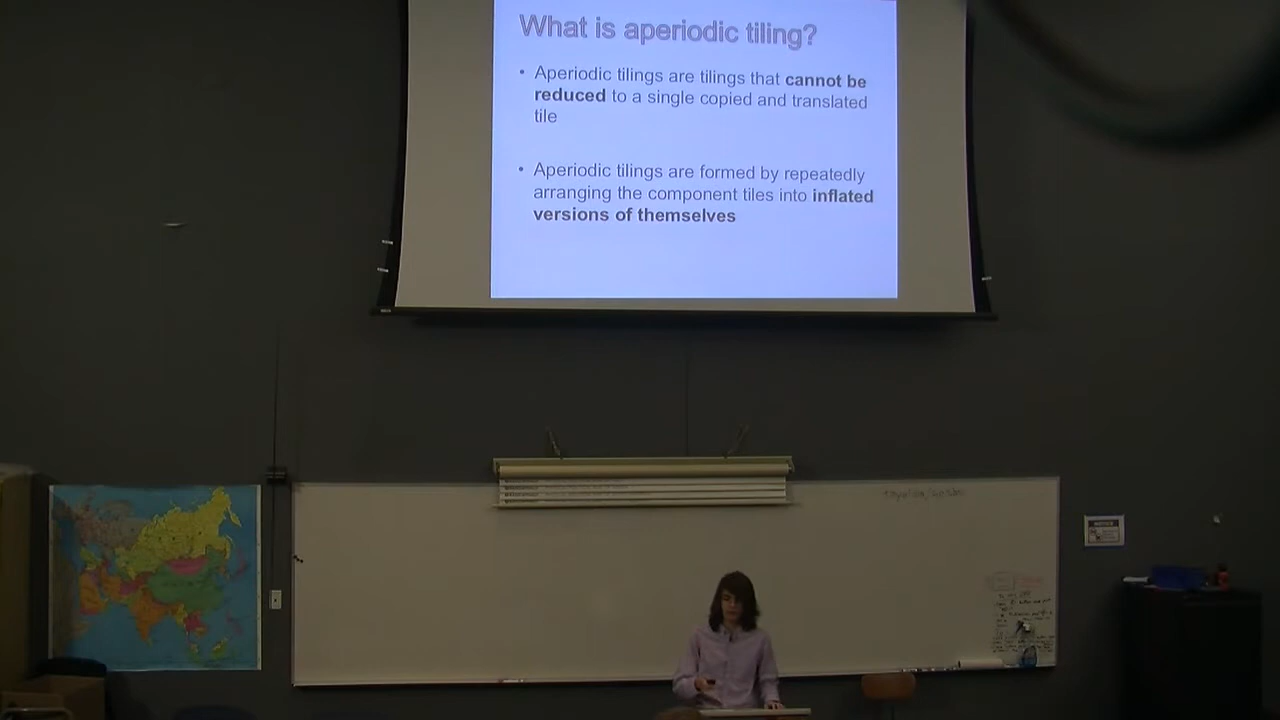 What is aperiodic tiling?
• Aperiodic tilings are tilings that cannot be
reduced to a single copied and translated
tile
• Aperiodic tilings are formed by repeatedly
arranging the component tiles into inflated
versions of themselves
NOTICE